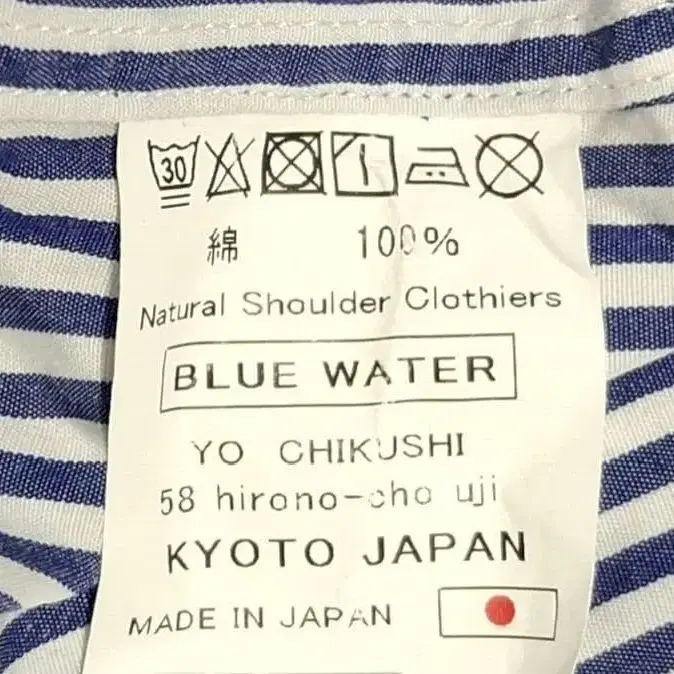 30
綿 100%
Natural Shoulder Clothiers
BLUE WATER
YO CHIKUSHI
58 hirono-cho uji
KYOTO JAPAN
MADE IN JAPAN